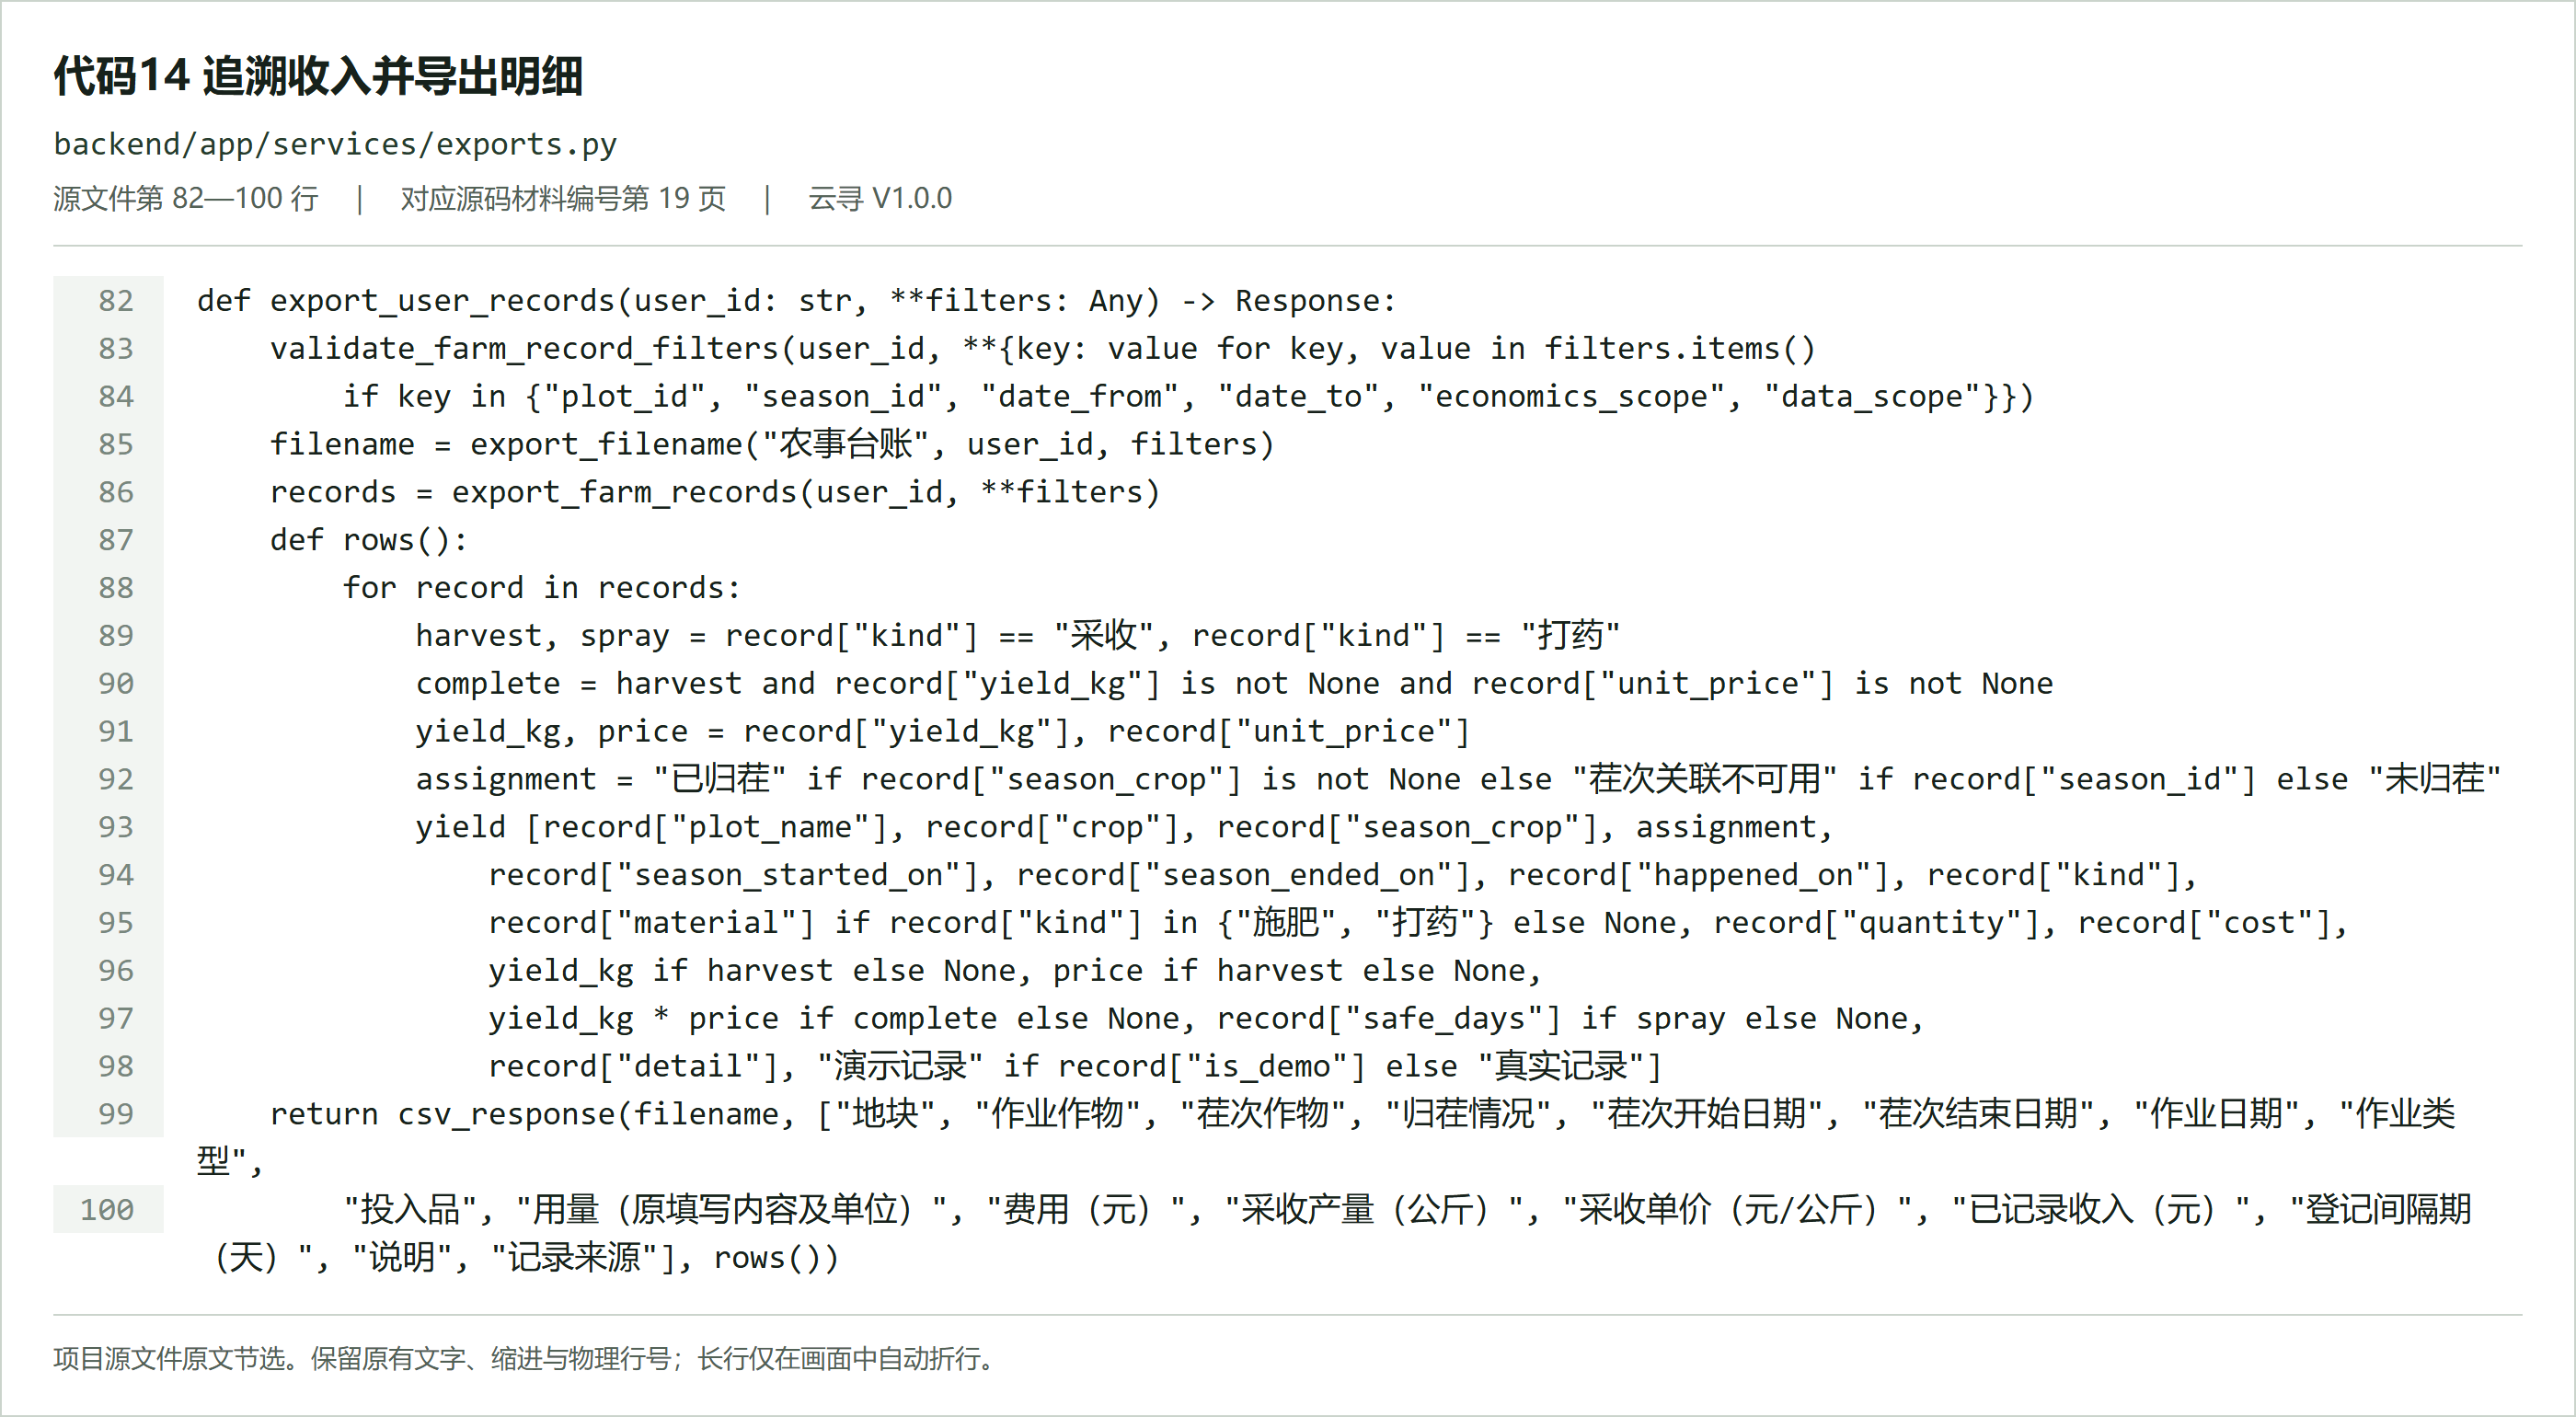 代码14 追溯收入并导出明细
backend/app/services/exports.py
源文件第 82—100 行 | 对应源码材料编号第 19 页 | 云寻 V1.0.0
82 def export_user_records(user_id: str, **filters: Any) -> Response:
83     validate_farm_record_filters(user_id, **{key: value for key, value in filters.items()
84         if key in {"plot_id", "season_id", "date_from", "date_to", "economics_scope", "data_scope"}})
85     filename = export_filename("农事台账", user_id, filters)
86     records = export_farm_records(user_id, **filters)
87     def rows():
88         for record in records:
89             harvest, spray = record["kind"] == "采收", record["kind"] == "打药"
90             complete = harvest and record["yield_kg"] is not None and record["unit_price"] is not None
91             yield_kg, price = record["yield_kg"], record["unit_price"]
92             assignment = "已归茬" if record["season_crop"] is not None else "茬次关联不可用" if record["season_id"] else "未归茬"
93             yield [record["plot_name"], record["crop"], record["season_crop"], assignment,
94                 record["season_started_on"], record["season_ended_on"], record["happened_on"], record["kind"],
95                 record["material"] if record["kind"] in {"施肥", "打药"} else None, record["quantity"], record["cost"],
96                 yield_kg if harvest else None, price if harvest else None,
97                 yield_kg * price if complete else None, record["safe_days"] if spray else None,
98                 record["detail"], "演示记录" if record["is_demo"] else "真实记录"]
99     return csv_response(filename, ["地块", "作业作物", "茬次作物", "归茬情况", "茬次开始日期", "茬次结束日期", "作业日期", "作业类
型",
100         "投入品", "用量（原填写内容及单位）", "费用（元）", "采收产量（公斤）", "采收单价（元/公斤）", "已记录收入（元）", "登记间隔期
（天）", "说明", "记录来源"], rows())
项目源文件原文节选。保留原有文字、缩进与物理行号；长行仅在画面中自动折行。